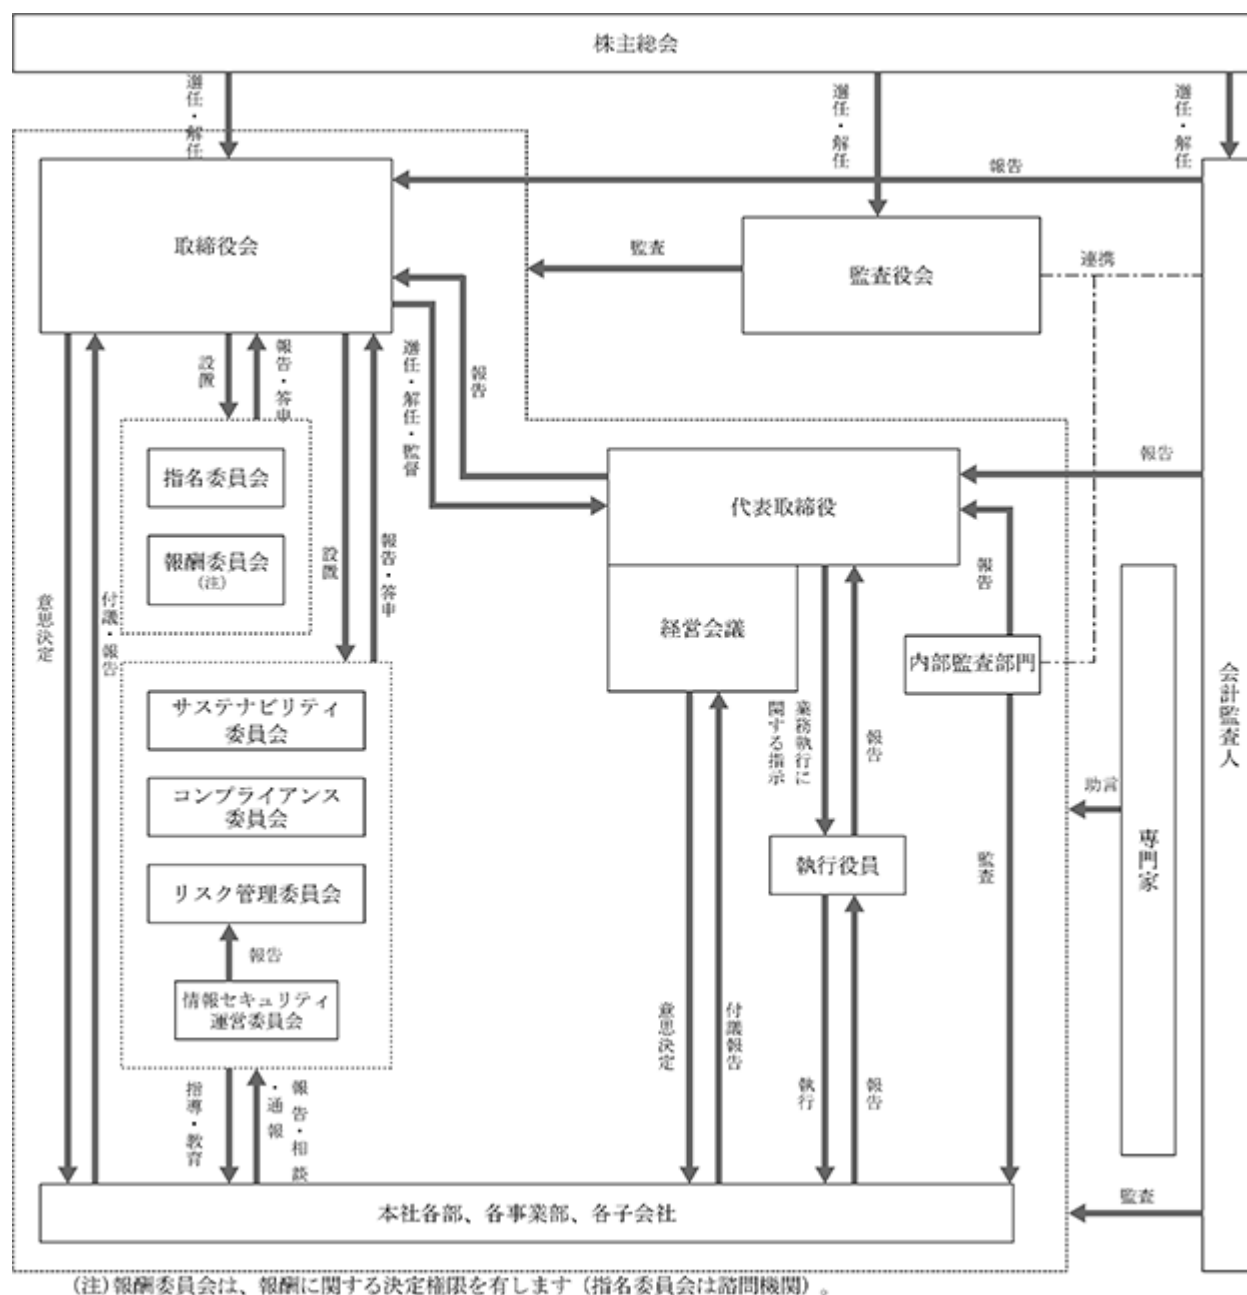 株主総会
選任・解任
選任・解任
選任・解任
報告
取締役会
監査
監査役会
連携
設置
報告・答申
選任・解任・監督
報告
指名委員会
報酬委員会
(注)
設置
報告・答申
意思決定
付議・報告
代表取締役
報告
経営会議
報告
内部監査部門
会計監査人
サステナビリティ
委員会
コンプライアンス
委員会
リスク管理委員会
報告
情報セキュリティ
運営委員会
業務執行に
関する指示
報告
執行役員
助言
専門家
監査
意思決定
付議報告
執行
報告
指導・教育
報告・相談
・通報
監査
本社各部、各事業部、各子会社
(注)報酬委員会は、報酬に関する決定権限を有します（指名委員会は諮問機関）。